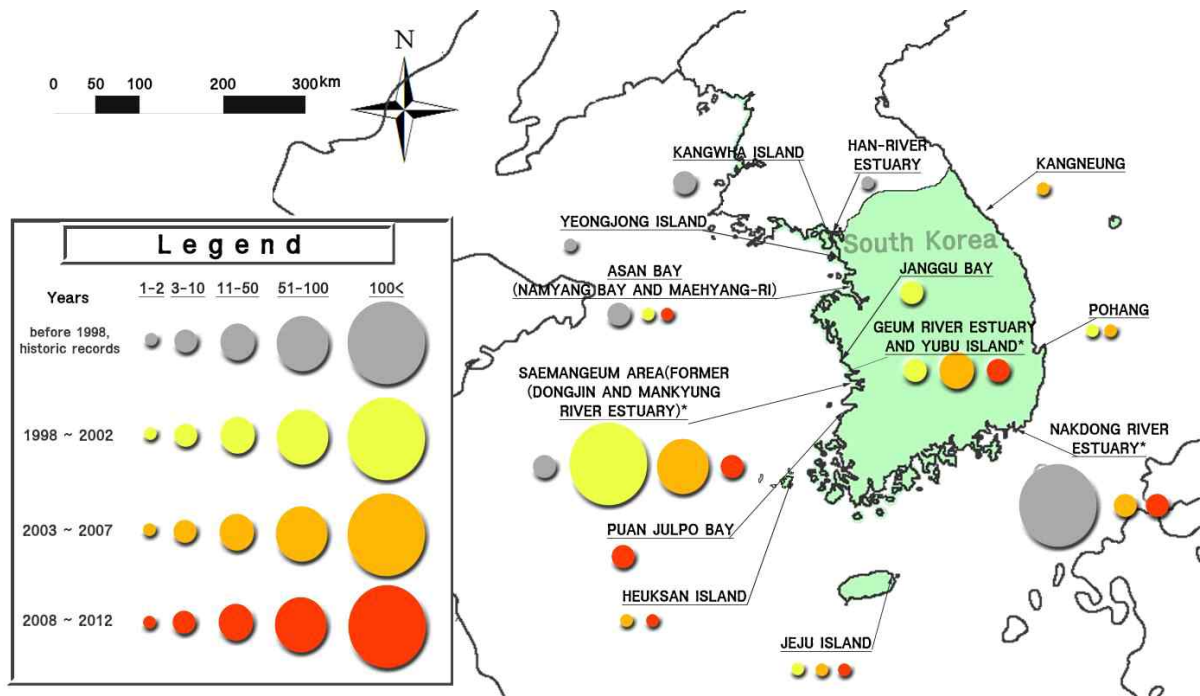 0 50 100 200 300km
N
Legend
Years 1-2 3-10 11-50 51-100 100<
before 1998,
historic records
1998 ~ 2002
2003 ~ 2007
2008 ~ 2012
KANGWHA ISLAND
HAN-RIVER
ESTUARY
KANGNEUNG
YEONGJONG ISLAND
South Korea
ASAN BAY
(NAMYANG BAY AND MAEHYANG-RI)
JANGGU BAY
POHANG
GEUM RIVER ESTUARY
AND YUBU ISLAND*
SAEMANGEUM AREA(FORMER
(DONGJIN AND MANKYUNG
RIVER ESTUARY)*
NAKDONG RIVER
ESTUARY*
PUAN JULPO BAY
HEUKSAN ISLAND
JEJU ISLAND